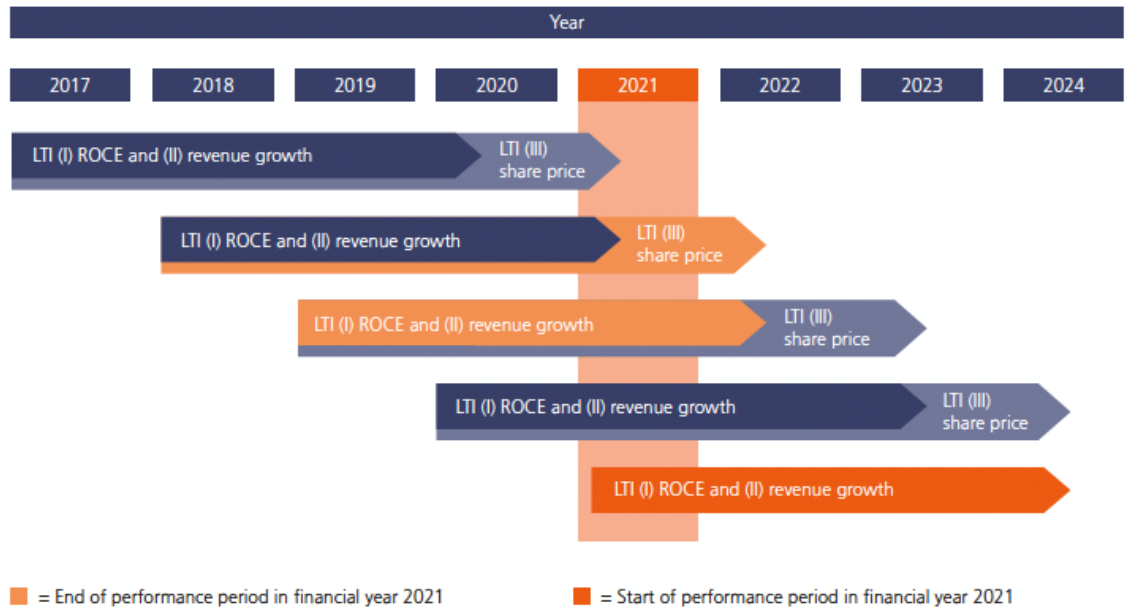 Year
2017 2018 2019 2020 2021 2022 2023 2024
LTI (I) ROCE and (II) revenue growth
LTI (III)
share price
LTI (I) ROCE and (II) revenue growth
LTI (III)
share price
LTI (I) ROCE and (II) revenue growth
LTI (III)
share price
LTI (I) ROCE and (II) revenue growth
LTI (III)
share price
LTI (I) ROCE and (II) revenue growth
= End of performance period in financial year 2021
= Start of performance period in financial year 2021